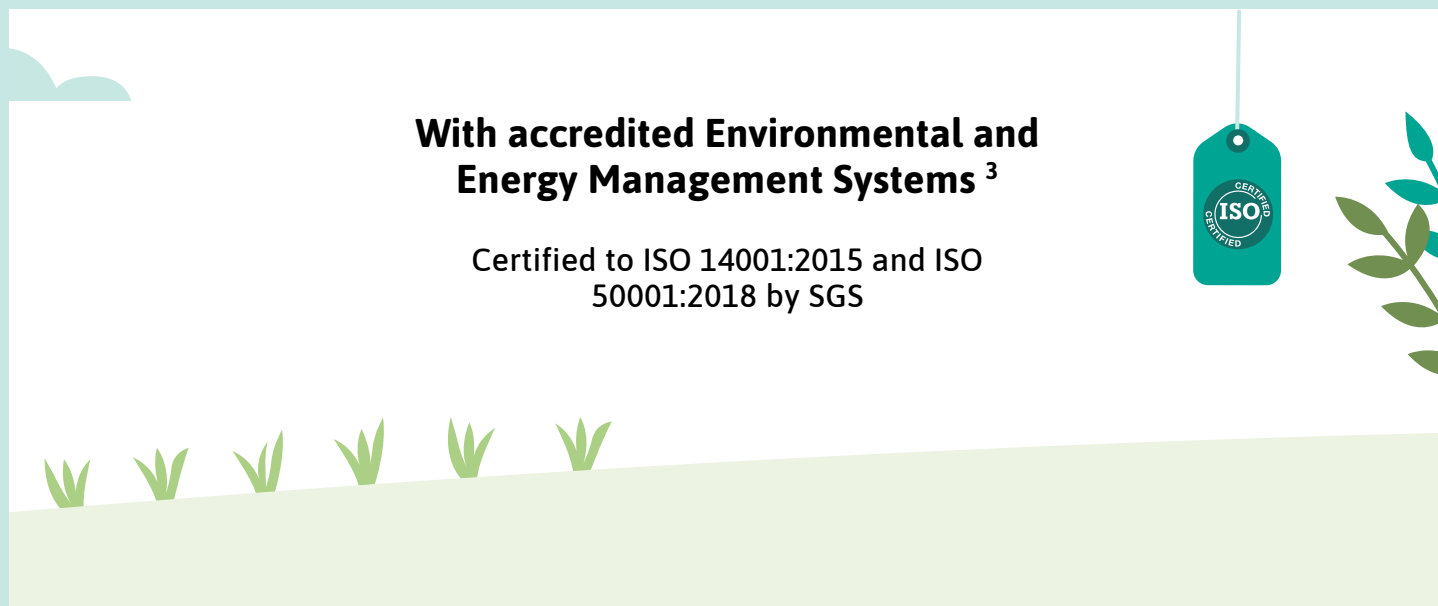 With accredited Environmental and
Energy Management Systems ³
Certified to ISO 14001:2015 and ISO
50001:2018 by SGS
CERTIFIED
ISO
CERTIFIED